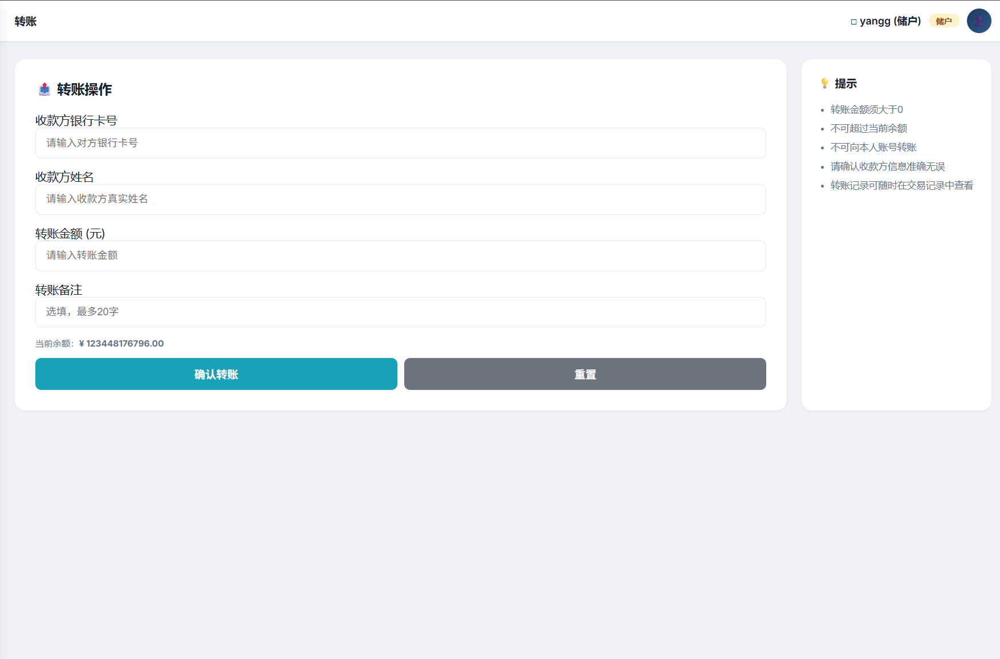 转账
yangg (储户)
储户
转账操作
收款方银行卡号
请输入对方银行卡号
收款方姓名
请输入收款方真实姓名
转账金额 (元)
请输入转账金额
转账备注
选填，最多20字
当前余额：¥ 123448176796.00
确认转账
重置
提示
转账金额须大于0
不可超过当前余额
不可向本人账号转账
请确认收款方信息准确无误
转账记录可随时在交易记录中查看